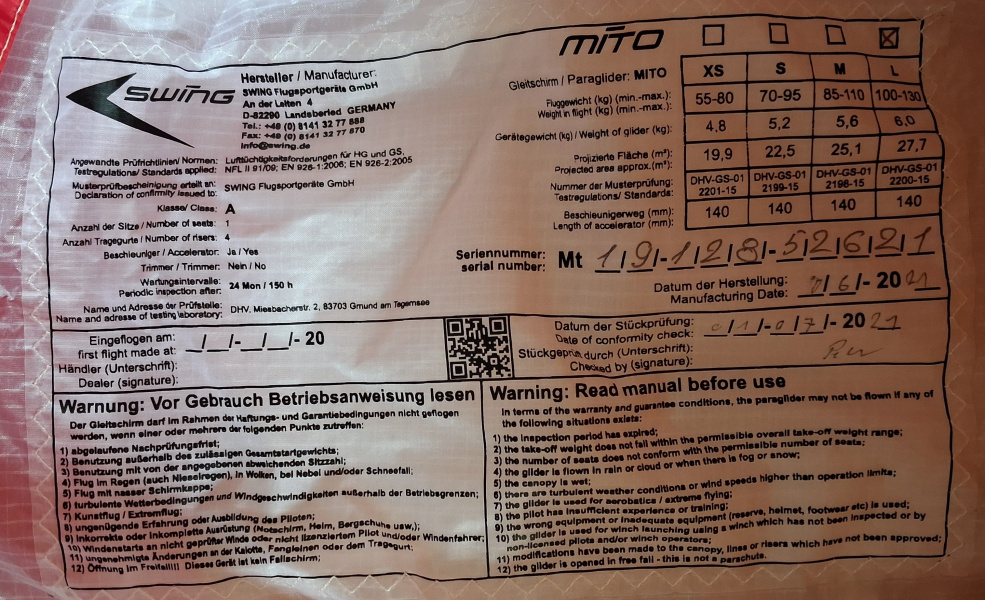 SWING
Hersteller / Manufacturer:
SWING Flugsportgeräte GmbH
An der Leiten 4
D-82290 Landsberied GERMANY
Tel.: +49 (0) 8141 32 77 888
Fax: +49 (0) 8141 32 77 870
info@swing.de
Angewandte Prüfrichtlinien/ Normen: Luftüchtigkeitsforderungen für HG und GS,
Testregulations/ Standards applied: NFL II 91/09; EN 926-1:2006; EN 926-2:2005
Musterprüfbescheinigung erteilt an: SWING Flugsportgeräte GmbH
Declaration of confirmity issued to:
Klasse/ Class: A
Anzahl der Sitze / Number of seats: 1
Anzahl Tragegurte / Number of risers: 4
Beschleuniger / Accelerator: Ja / Yes
Trimmer / Trimmer: Nein / No
Wartungsintervalle: 24 Mon / 150 h
Periodic inspection after:
Name und Adresse der Prüfstelle: DHV, Miesbacherstr. 2, 83703 Gmund am Tegernsee
Name and adresse of testing laboratory:
MITO
Gleitschirm / Paraglider: MITO XS S M L
Fluggewicht (kg) (min.-max.): 55-80 70-95 85-110 100-130
Weight in flight (kg) (min.-max.):
Gerätegewicht (kg) / Weight of glider (kg): 4,8 5,2 5,6 6,0
Projizierte Fläche (m²): 19,9 22,5 25,1 27,7
Projected area approx.(m²):
Nummer der Musterprüfung: DHV-GS-01 DHV-GS-01 DHV-GS-01 DHV-GS-01
Testregulations/ Standards: 2201-15 2199-15 2198-15 2200-15
Beschleunigerweg (mm): 140 140 140 140
Length of accelerator (mm):
Seriennummer:
serial number: Mt 1/9/-1/2/8/-5/2/6/2/1
Datum der Herstellung:
Manufacturing Date: 0/6/-20 21
Eingeflogen am:
first flight made at: _/_/-_/_/- 20
Händler (Unterschrift):
Dealer (signature):
Datum der Stückprüfung:
Date of conformity check: 0/1/-0/7/- 20 21
Stückgeprüft durch (Unterschrift):
Checked by (signature):
Warnung: Vor Gebrauch Betriebsanweisung lesen
Der Gleitschirm darf im Rahmen der Haftungs- und Garantiebedingungen nicht geflogen
werden, wenn einer oder mehrere der folgenden Punkte zutreffen:
1) abgelaufene Nachprüfungsfrist;
2) Benutzung außerhalb des zulässigen Gesamtstartgewichts;
3) Benutzung mit von der angegebenen abweichenden Sitzzahl;
4) Flug im Regen (auch Nieselregen), in Wolken, bei Nebel und/oder Schneefall;
5) Flug mit nasser Schirmkappe;
6) turbulente Wetterbedingungen und Windgeschwindigkeiten außerhalb der Betriebsgrenzen;
7) Kunstflug / Extremflug;
8) ungenügende Erfahrung oder Ausbildung des Piloten;
9) Inkorrekte oder inkomplette Ausrüstung (Notschirm, Helm, Bergschuhe usw.);
10) Windenstarts an nicht geprüfter Winde oder nicht lizenziertem Pilot und/oder Windenfahrer;
11) ungenehmigte Änderungen an der Kalotte, Fangleinen oder dem Tragegurt;
12) Öffnung im Freifall!!! Dieses Gerät ist kein Fallschirm;
Warning: Read manual before use
In terms of the warranty and guarantee conditions, the paraglider may not be flown if any of
the following situations exists:
1) the inspection period has expired;
2) the take-off weight does not fall within the permissible overall take-off weight range;
3) the number of seats does not conform with the permissible number of seats;
4) the glider is flown in rain or cloud or when there is fog or snow;
5) the canopy is wet;
6) there are turbulent weather conditions or wind speeds higher than operation limits;
7) the glider is used for aerobatics / extreme flying;
8) the pilot has insufficient experience or training;
9) the wrong equipment or inadequate equipment (reserve, helmet, footwear etc) is used;
10) the glider is used for winch launching using a winch which has not been inspected or by
non-licensed pilots and/or winch operators;
11) modifications have been made to the canopy, lines or risers which have not been approved;
12) the glider is opened in free fall - this is not a parachute.